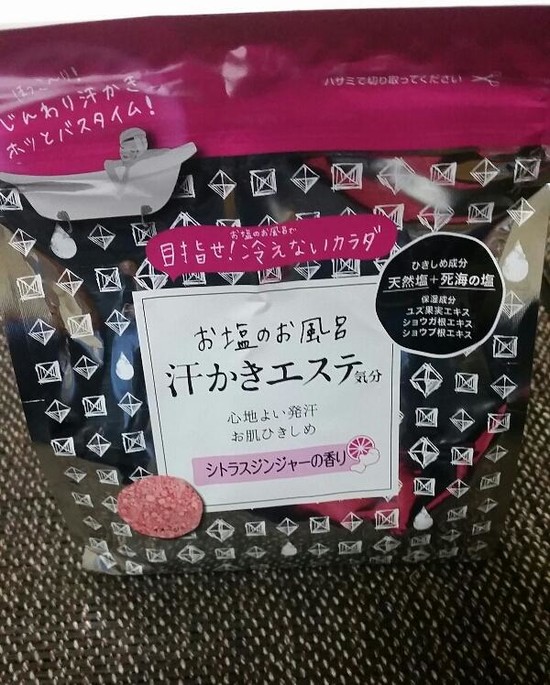 ハサミで切り取ってください
じんわり汗かき
ホッとバスタイム!
お塩のお風呂で
目指せ!冷えないカラダ
ひきしめ成分
天然塩+死海の塩
保湿成分
ユズ果実エキス
ショウガ根エキス
ショウブ根エキス
お塩のお風呂
汗かきエステ気分
心地よい発汗
お肌ひきしめ
シトラスジンジャーの香り